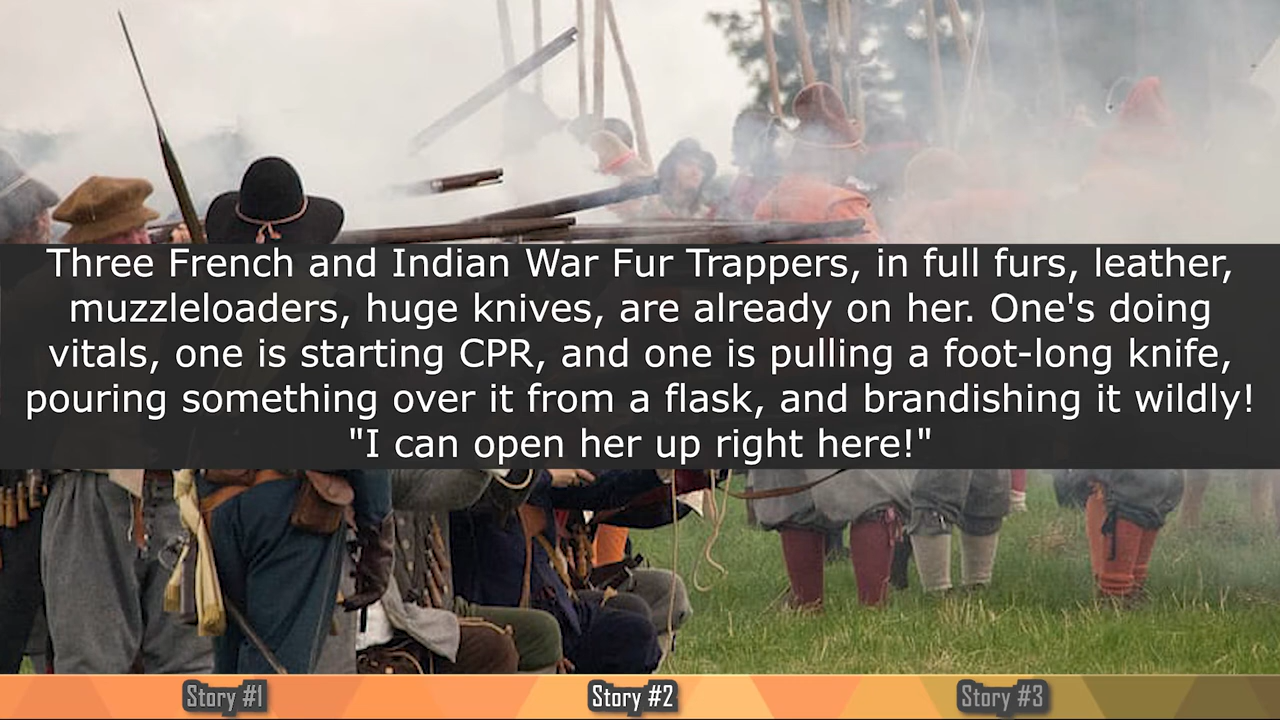 Three French and Indian War Fur Trappers, in full furs, leather,
muzzleloaders, huge knives, are already on her. One's doing
vitals, one is starting CPR, and one is pulling a foot-long knife,
pouring something over it from a flask, and brandishing it wildly!
"I can open her up right here!"
Story #1
Story #2
Story #3